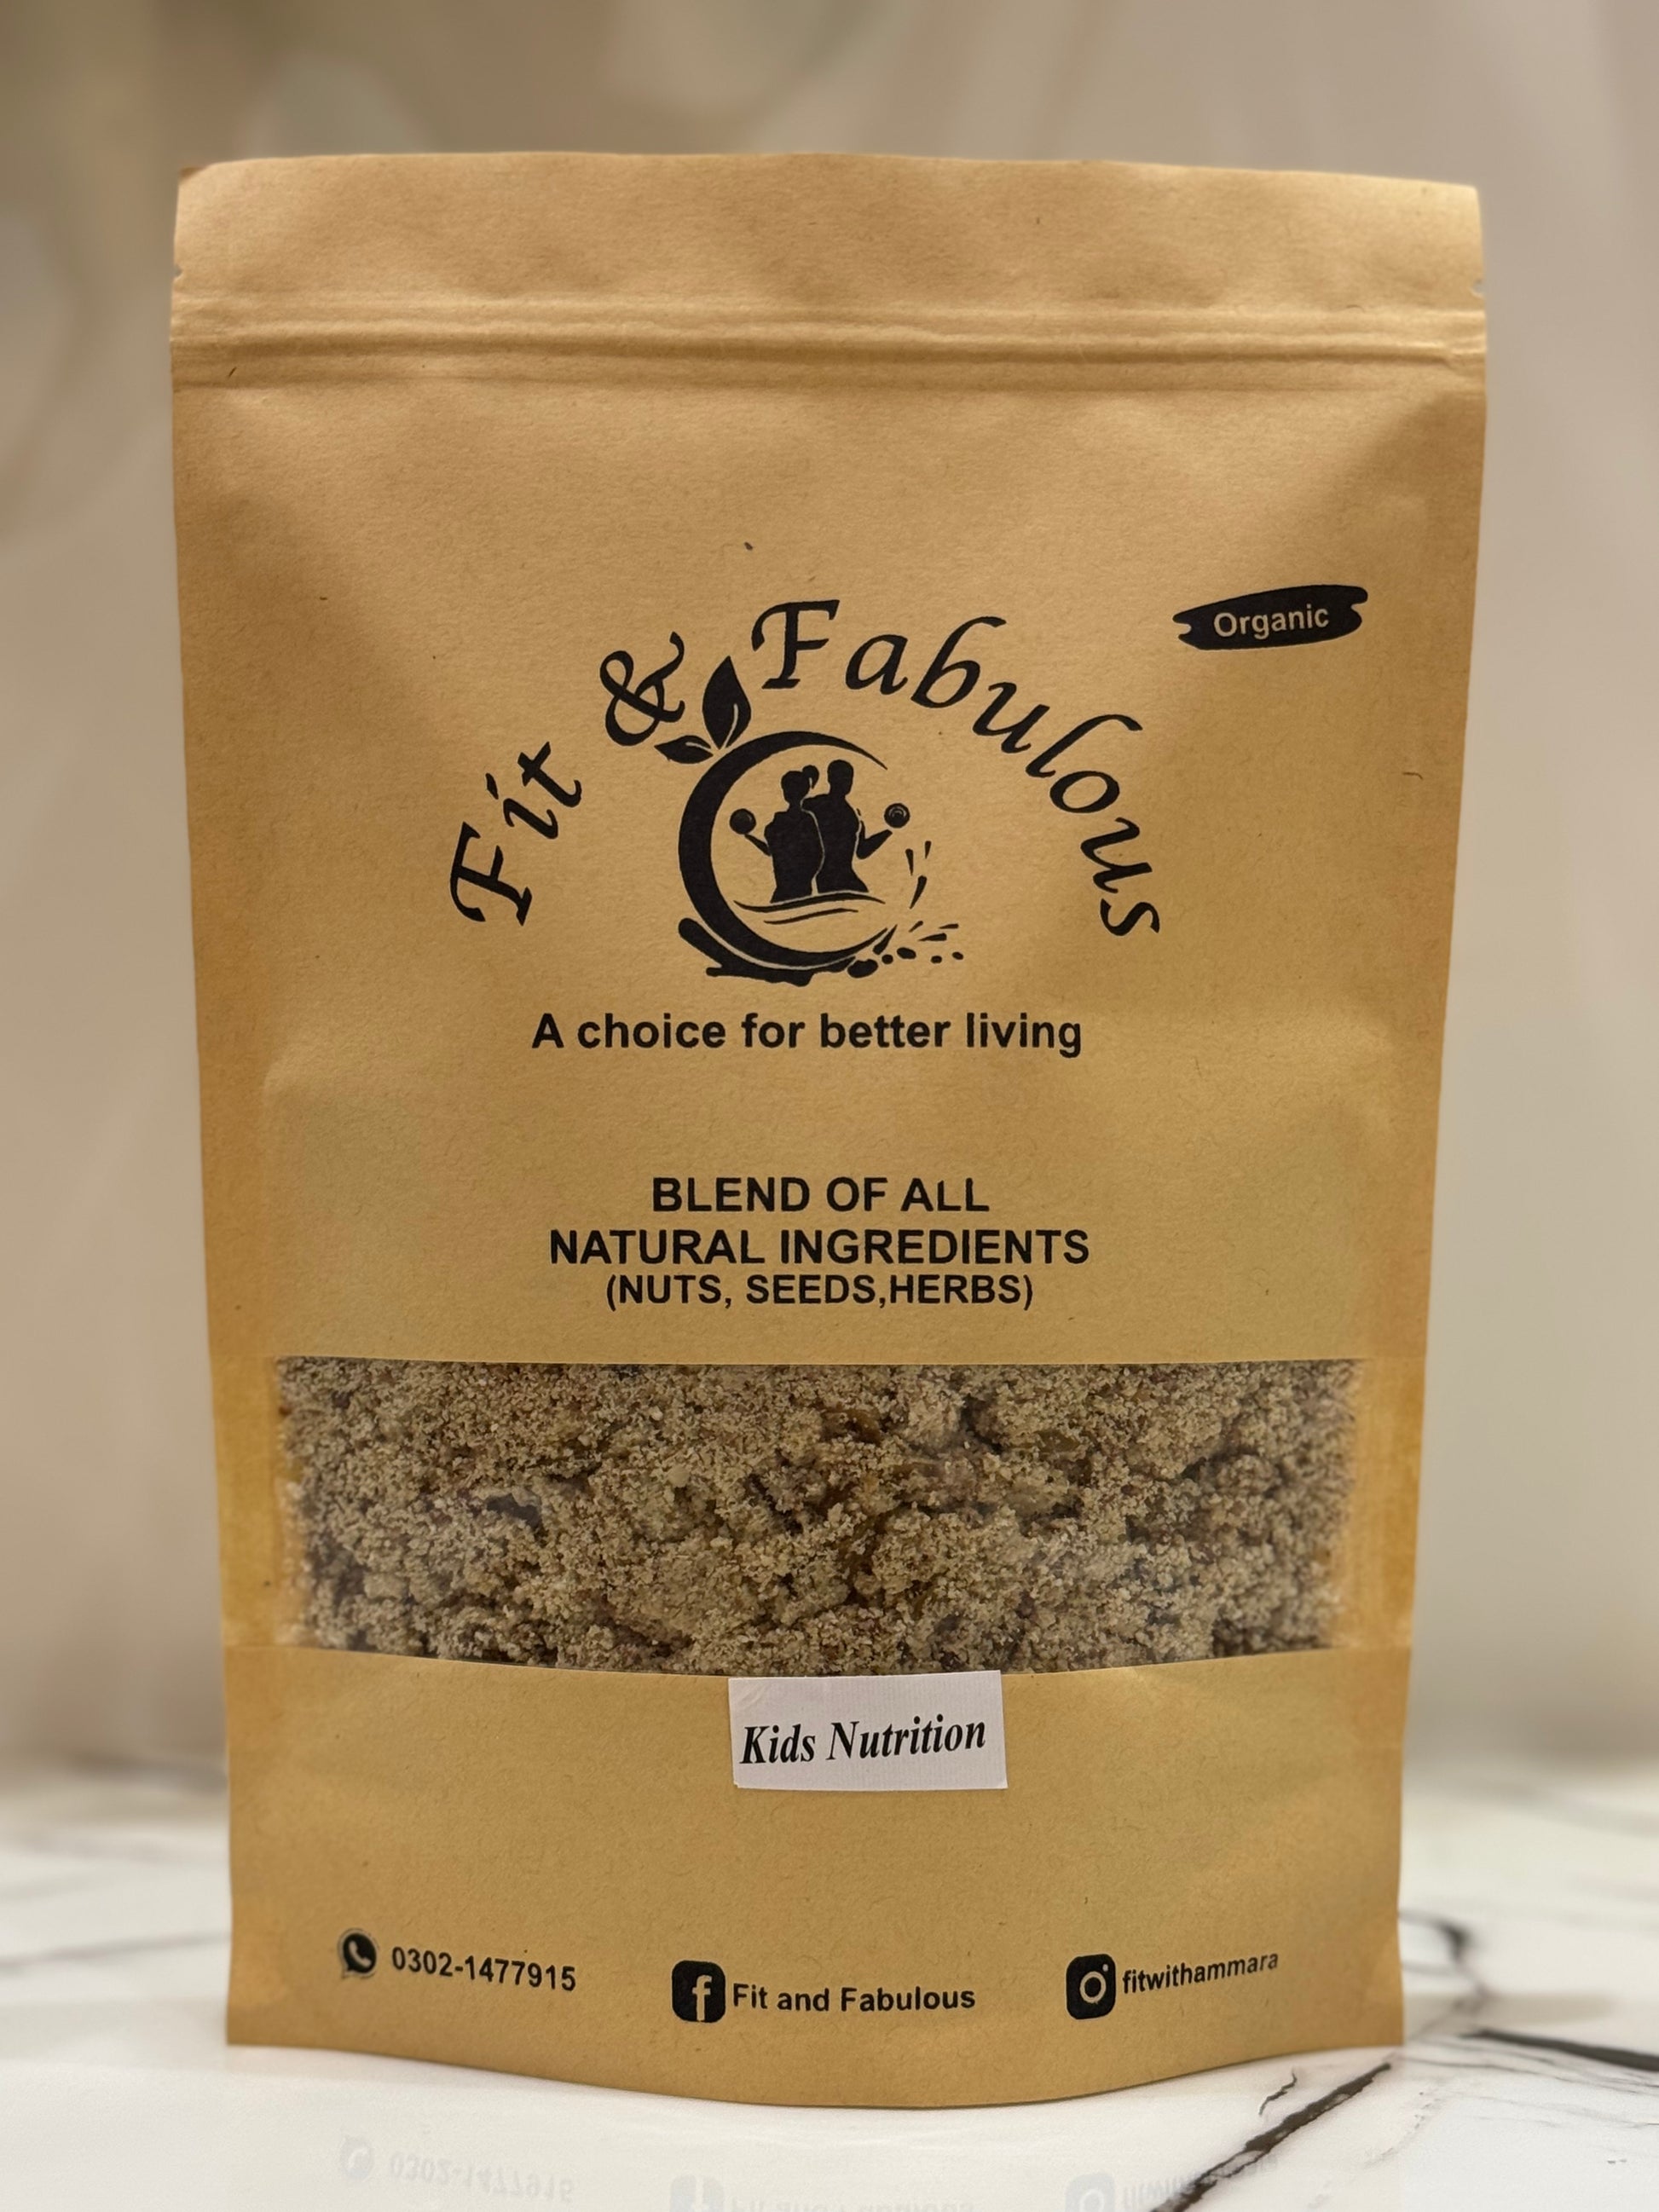 Fit & Fabulous
Organic
A choice for better living
BLEND OF ALL
NATURAL INGREDIENTS
(NUTS, SEEDS,HERBS)
Kids Nutrition
0302-1477915
Fit and Fabulous
fitwithammara